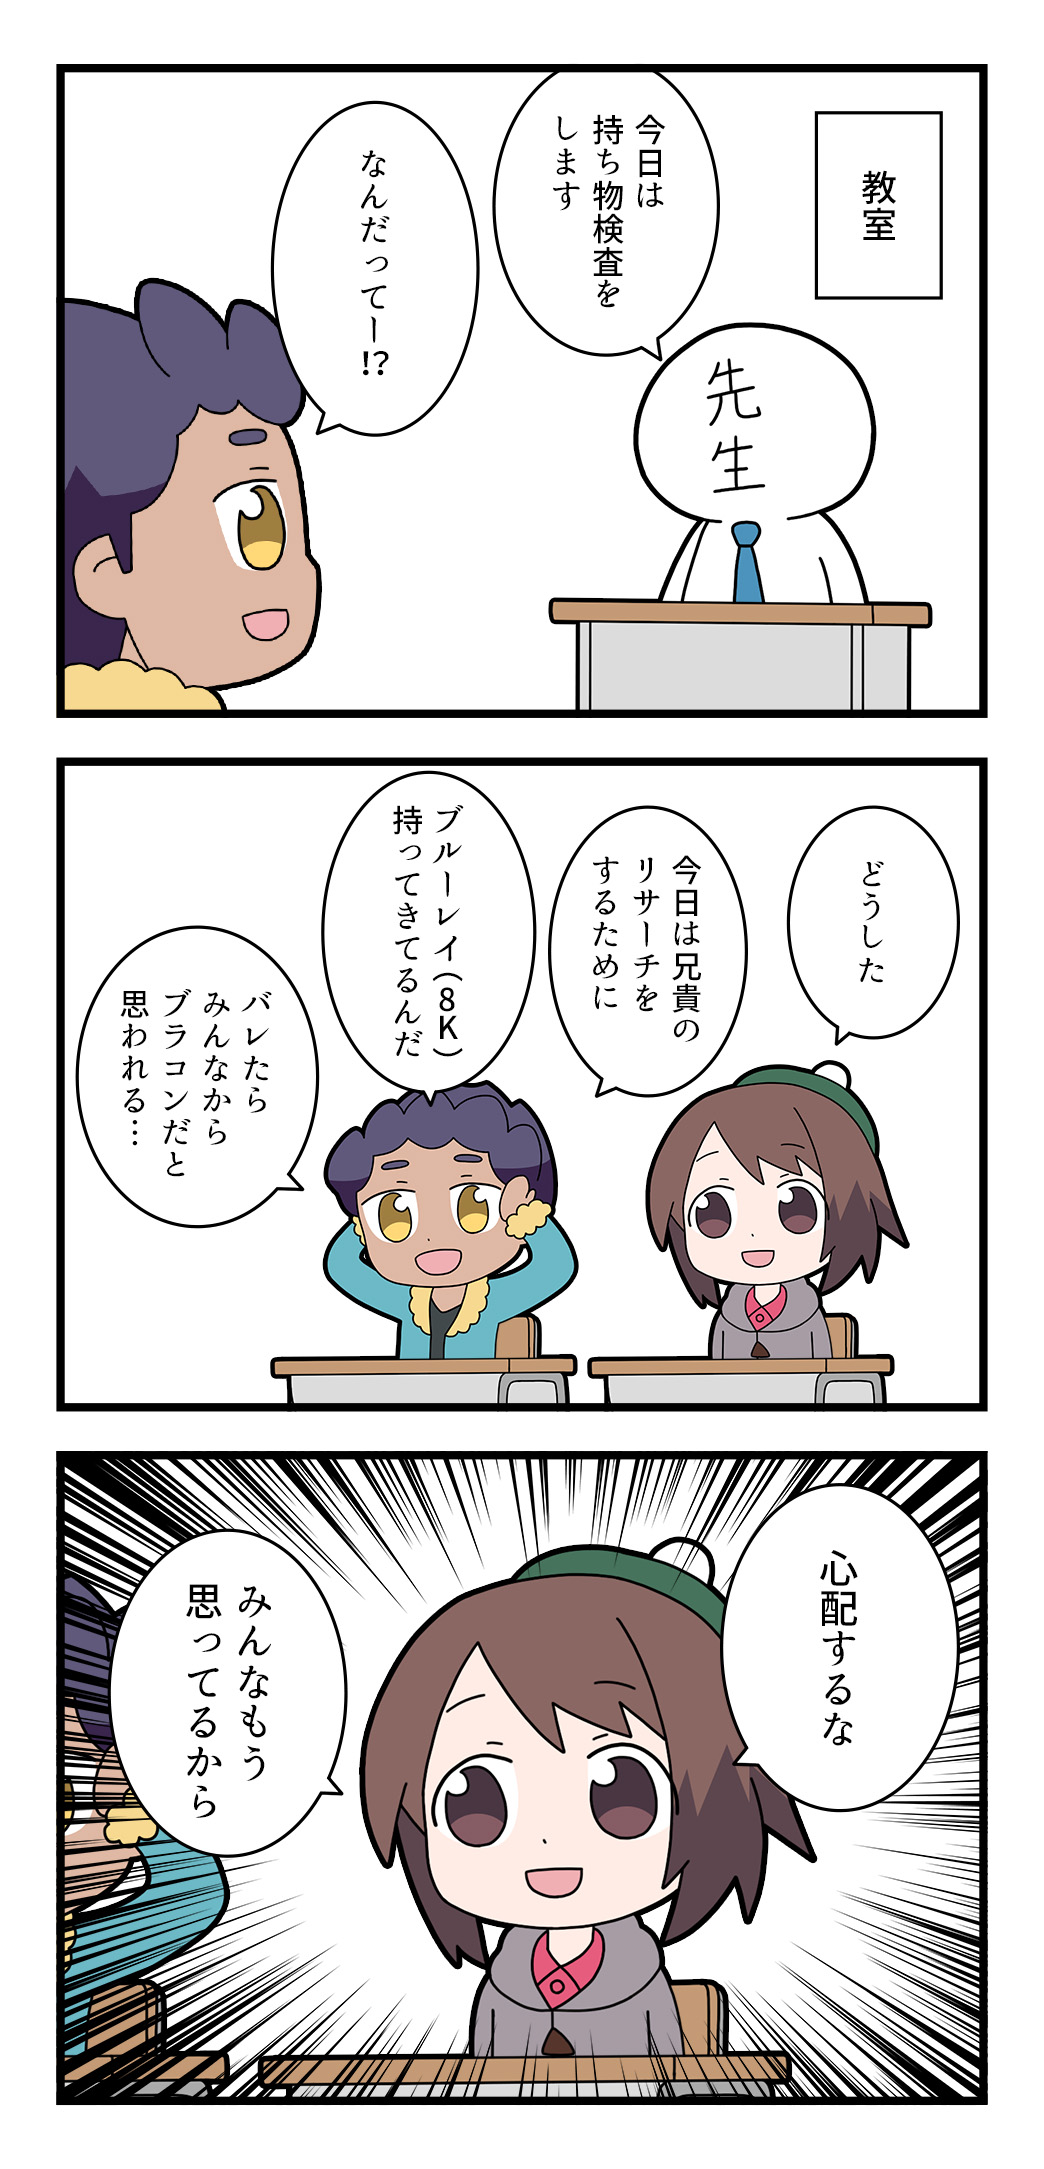 教室
今日は
持ち物検査を
します
先生
なんだってー!?
どうした
今日は兄貴の
リサーチを
するために
ブルーレイ(8K)
持ってきてるんだ
バレたら
みんなから
ブラコンだと
思われる…
心配するな
みんなもう
思ってるから